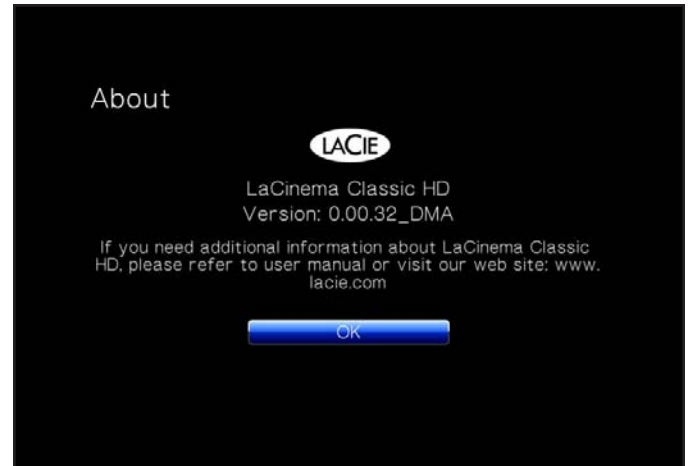 About
LACIE
LaCinema Classic HD
Version: 0.00.32_DMA
If you need additional information about LaCinema Classic
HD, please refer to user manual or visit our web site: www.
lacie.com
OK